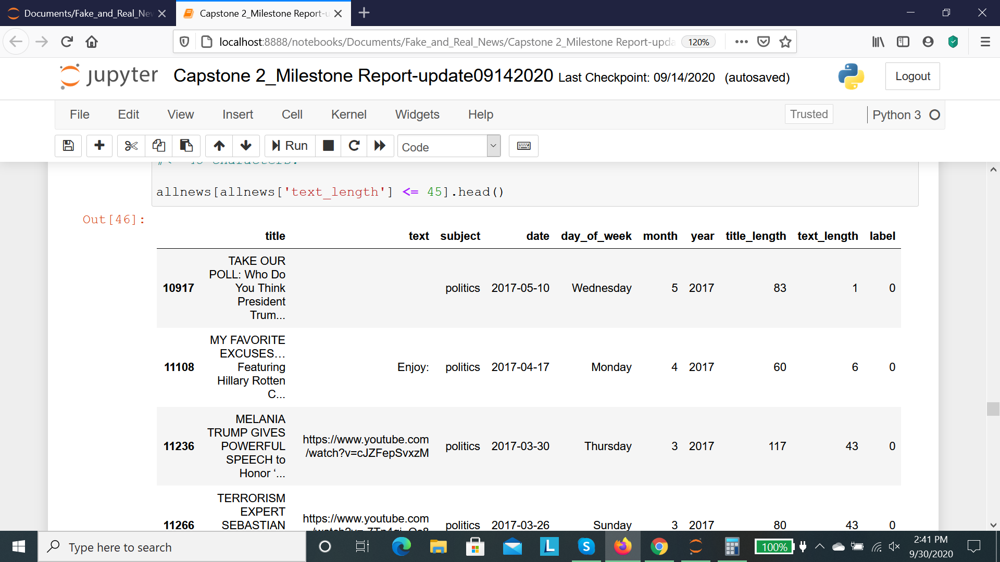 Documents/Fake_and_Real_Nev
Capstone 2_Milestone Report-u
localhost:8888/notebooks/Documents/Fake_and_Real_News/Capstone 2_Milestone Report-upda
120%
jupyter Capstone 2_Milestone Report-update09142020 Last Checkpoint: 09/14/2020 (autosaved)
Logout
File Edit View Insert Cell Kernel Widgets Help Trusted Python 3
Run Code
allnews[allnews['text_length'] <= 45].head()
Out[46]:
title text subject date day_of_week month year title_length text_length label
TAKE OUR
POLL: Who Do
10917 You Think politics 2017-05-10 Wednesday 5 2017 83 1 0
President
Trum...
MY FAVORITE
EXCUSES…
11108 Featuring Enjoy: politics 2017-04-17 Monday 4 2017 60 6 0
Hillary Rotten
C...
MELANIA
TRUMP GIVES
11236 POWERFUL https://www.youtube.com/watch?v=cJZFepSvxzM politics 2017-03-30 Thursday 3 2017 117 43 0
SPEECH to
Honor ‘...
TERRORISM
EXPERT
11266 SEBASTIAN https://www.youtube.com politics 2017-03-26 Sunday 3 2017 80 43 0
Type here to search
100%
2:41 PM
9/30/2020